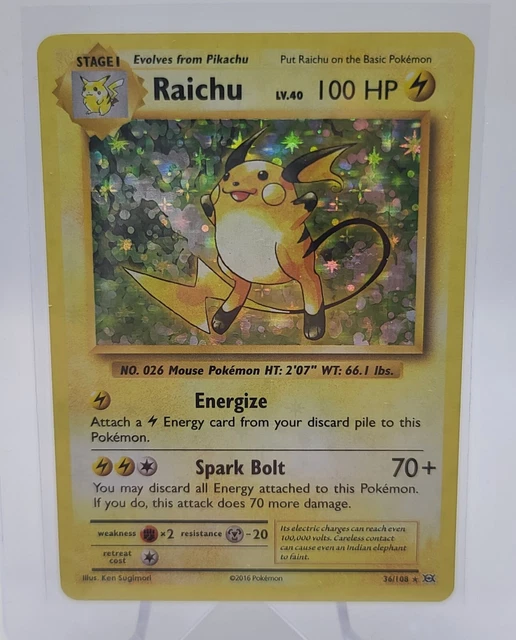 STAGE 1 Evolves from Pikachu Put Raichu on the Basic Pokémon
Raichu LV.40 100 HP
NO. 026 Mouse Pokémon HT: 2'07" WT: 66.1 lbs.
Energize
Attach a Energy card from your discard pile to this
Pokémon.
Spark Bolt 70+
You may discard all Energy attached to this Pokémon.
If you do, this attack does 70 more damage.
weakness ×2 resistance -20
retreat
cost
Its electric charges can reach even
100,000 volts. Careless contact
can cause even an Indian elephant
to faint.
Illus. Ken Sugimori ©2016 Pokémon 36/108 ★